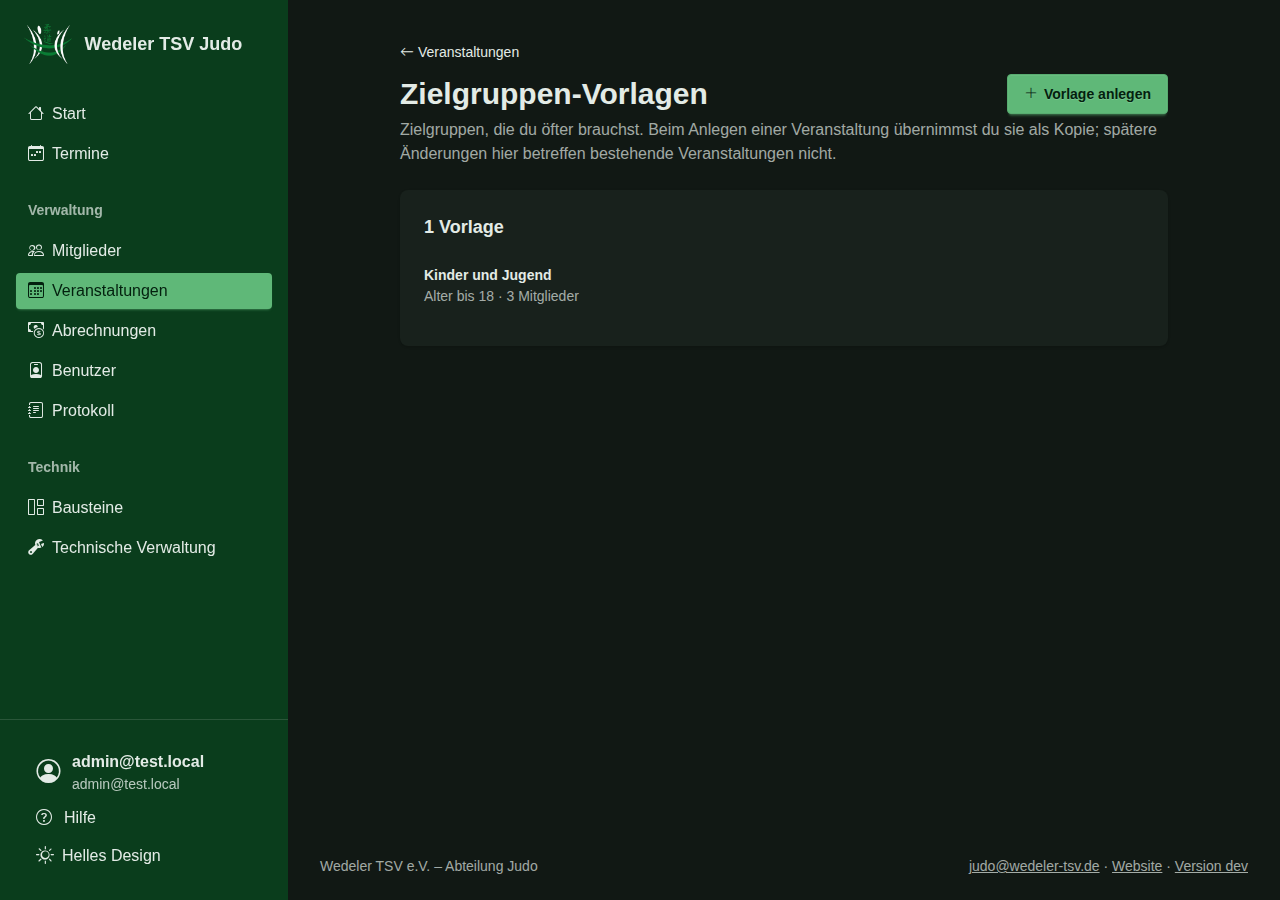 Wedeler TSV Judo
Start
Termine
Verwaltung
Mitglieder
Veranstaltungen
Abrechnungen
Benutzer
Protokoll
Technik
Bausteine
Technische Verwaltung
admin@test.local
admin@test.local
Hilfe
Helles Design
← Veranstaltungen
Zielgruppen-Vorlagen
+ Vorlage anlegen
Zielgruppen, die du öfter brauchst. Beim Anlegen einer Veranstaltung übernimmst du sie als Kopie; spätere
Änderungen hier betreffen bestehende Veranstaltungen nicht.
1 Vorlage
Kinder und Jugend
Alter bis 18 · 3 Mitglieder
Wedeler TSV e.V. – Abteilung Judo
judo@wedeler-tsv.de · Website · Version dev